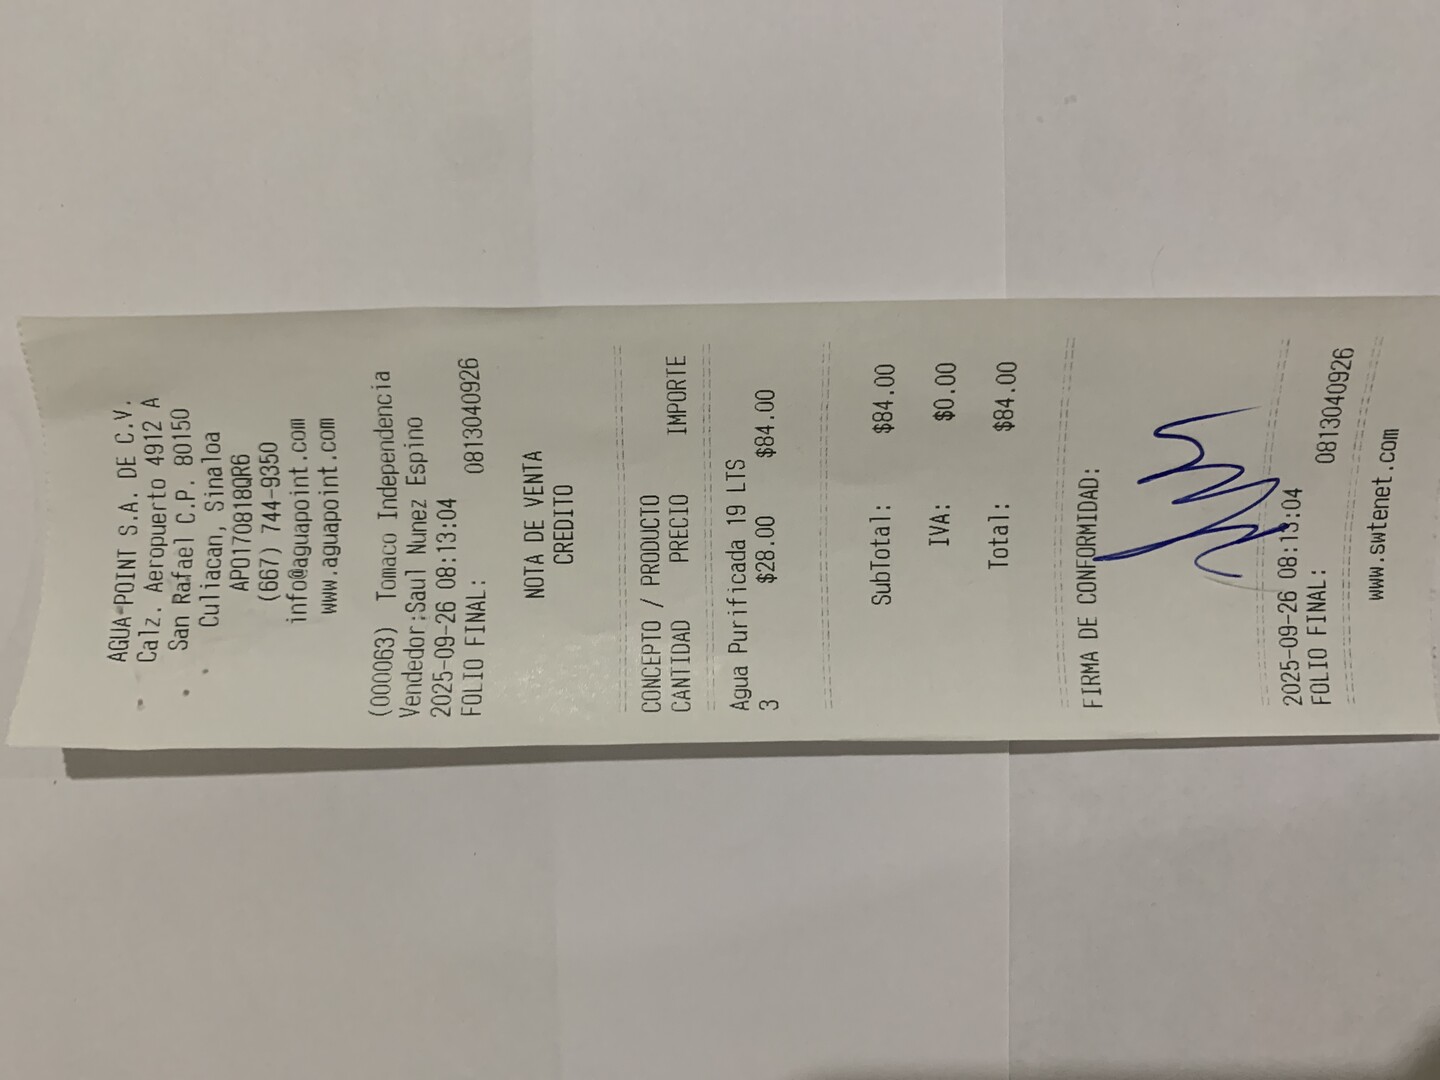 AGUA-POINT S.A. DE C.V.
Calz. Aeropuerto 4912 A
San Rafael C.P. 80150
Culiacan, Sinaloa
APO170818QR6
(667) 744-9350
info@aguapoint.com
www.aguapoint.com
(000063) Tomaco Independencia
Vendedor:Saul Nunez Espino
2025-09-26 08:13:04
FOLIO FINAL: 0813040926
NOTA DE VENTA
CREDITO
CONCEPTO / PRODUCTO
CANTIDAD PRECIO IMPORTE
Agua Purificada 19 LTS
3 $28.00 $84.00
SubTotal: $84.00
IVA: $0.00
Total: $84.00
FIRMA DE CONFORMIDAD:
2025-09-26 08:13:04
FOLIO FINAL: 0813040926
www.swtenet.com